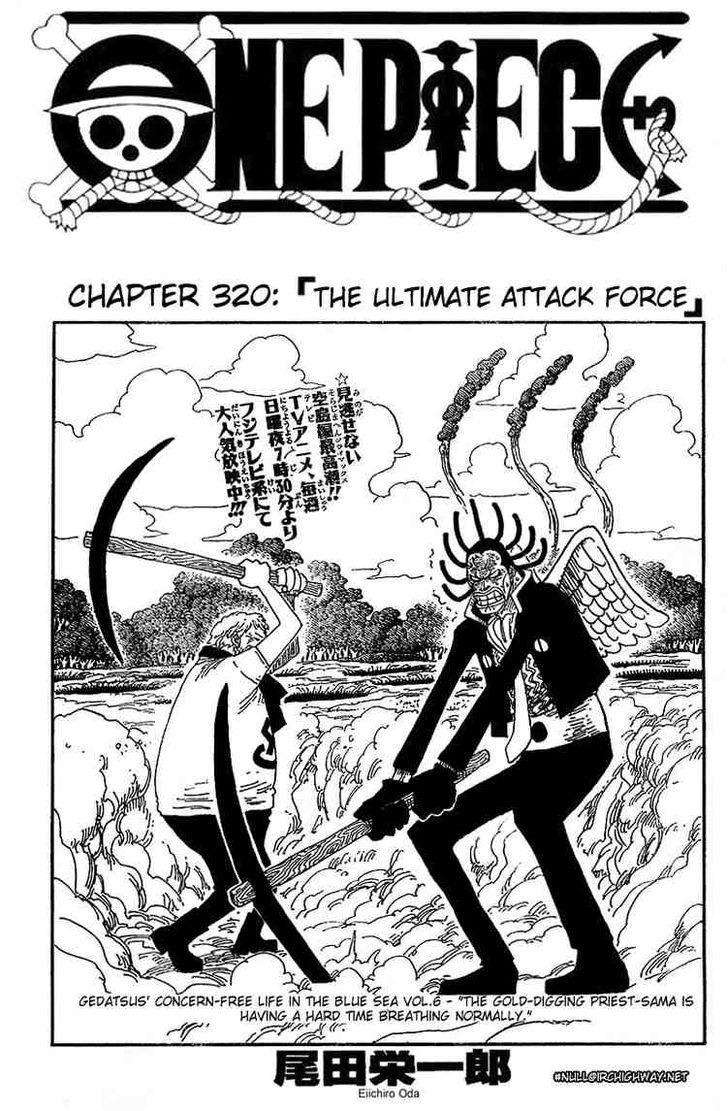 ONE PIECE
CHAPTER 320: 「THE ULTIMATE ATTACK FORCE」
☆見逃せない
空島編最高潮!!
TVアニメ、毎週
日曜夜7時30分より
フジテレビ系にて
大人気放映中!!!
GEDATSUS' CONCERN-FREE LIFE IN THE BLUE SEA VOL.6 - "THE GOLD-DIGGING PRIEST-SAMA IS
HAVING A HARD TIME BREATHING NORMALLY."
尾田栄一郎
Eiichiro Oda
#NULL@IRCHIGHWAY.NET